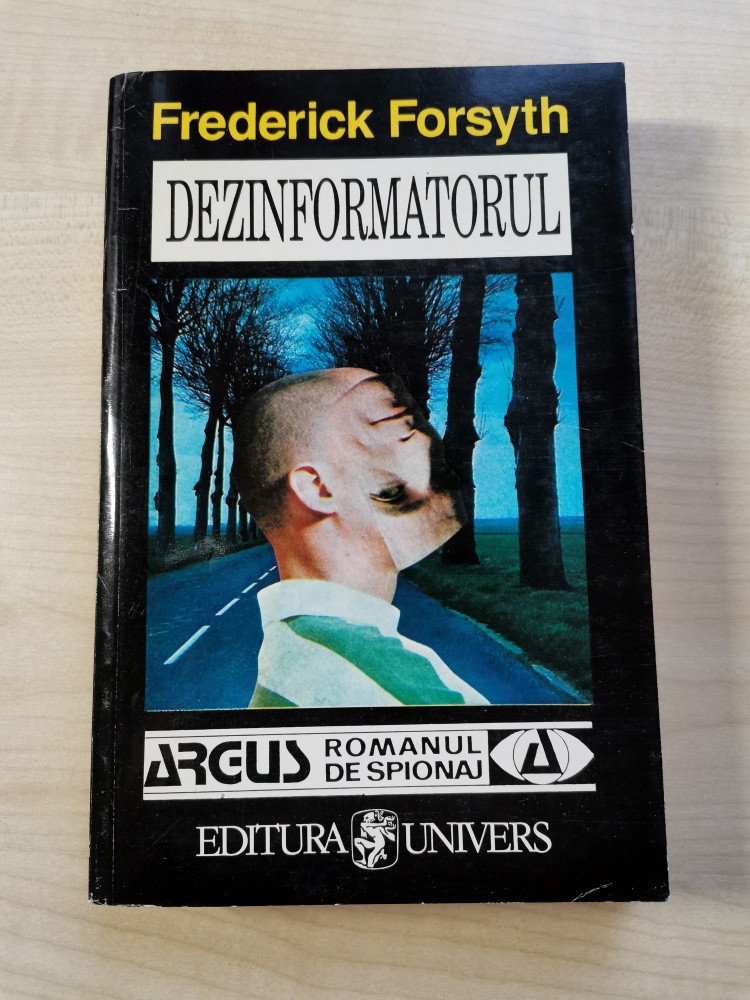 Frederick Forsyth
DEZINFORMATORUL
ARGUS ROMANUL
DE SPIONAJ
EDITURA UNIVERS